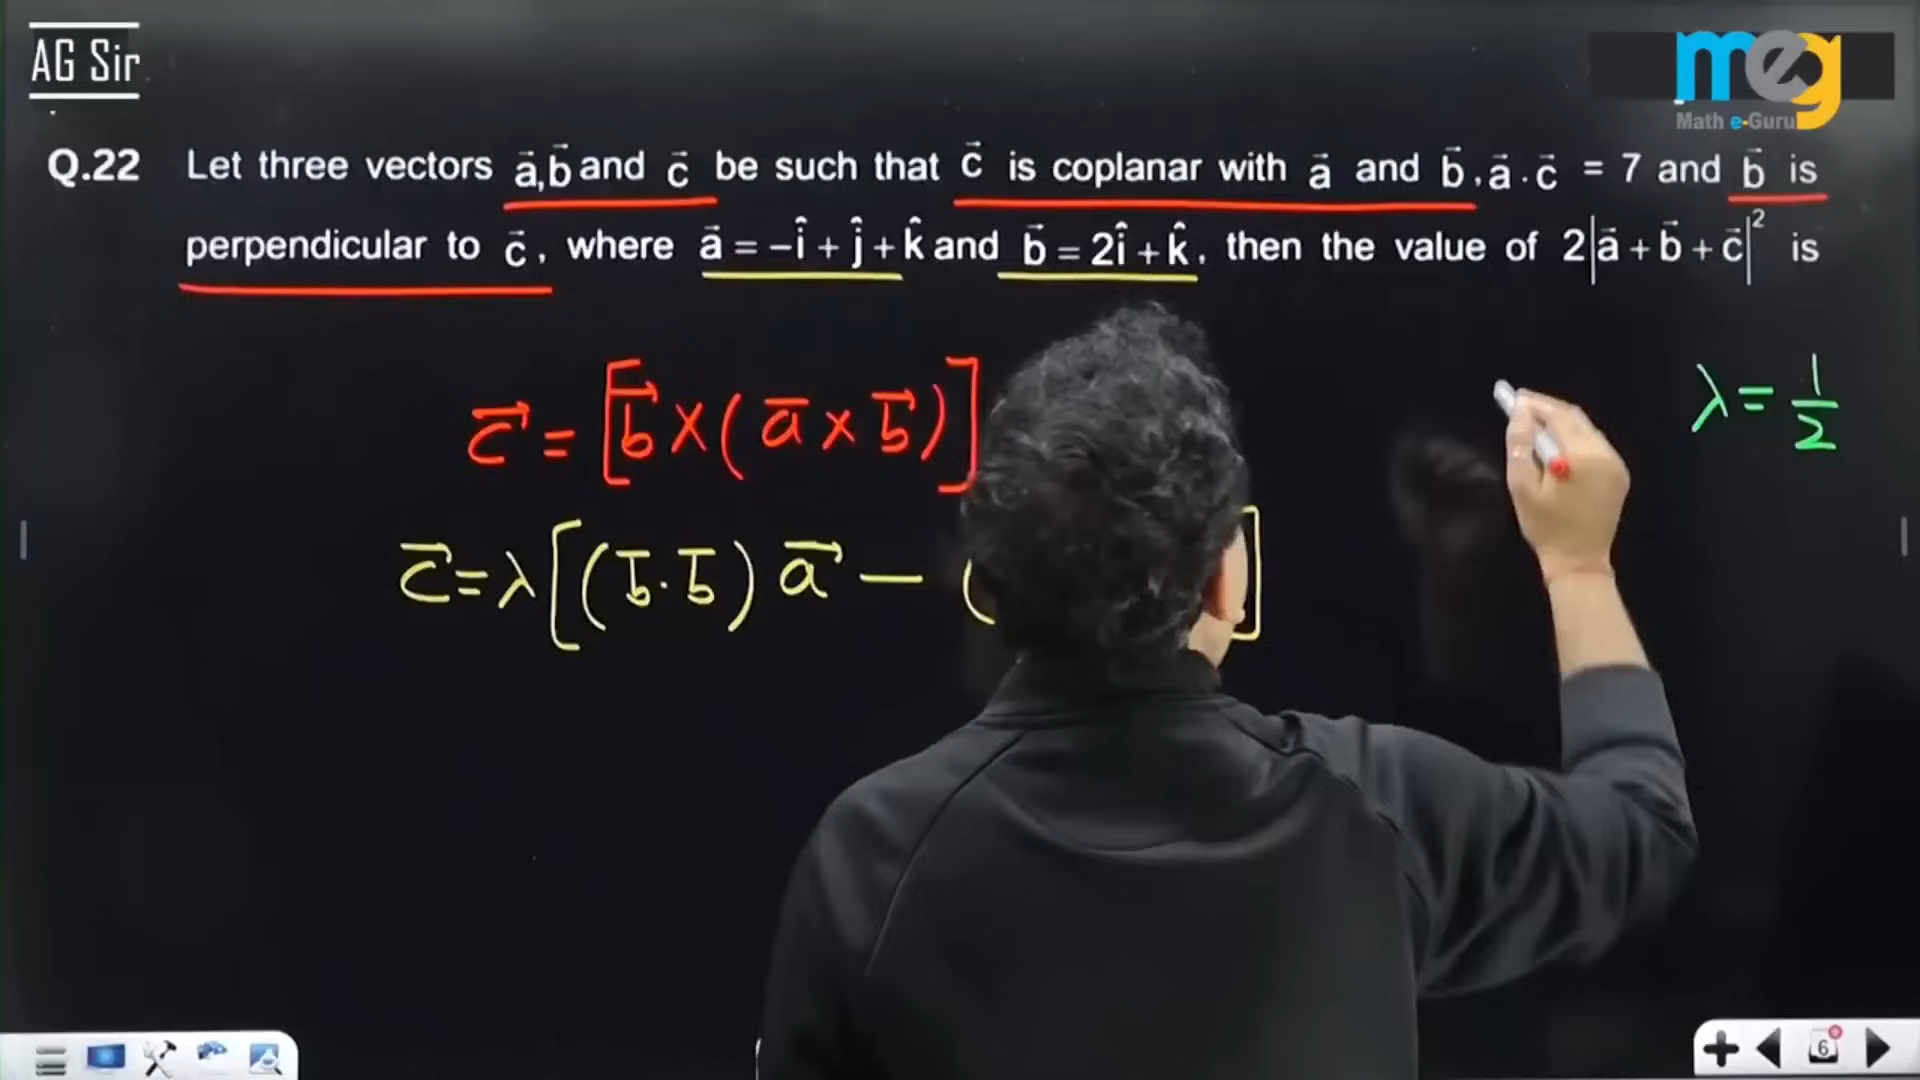 AG Sir
meg
Math e-Guru
Q.22 Let three vectors a⃗, b⃗ and c⃗ be such that c⃗ is coplanar with a⃗ and b⃗, a⃗ . c⃗ = 7 and b⃗ is
perpendicular to c⃗, where a⃗ = −î + ĵ + k̂ and b⃗ = 2î + k̂, then the value of 2|a⃗ + b⃗ + c⃗|² is
λ = 1/2
c⃗ = [b⃗ × (a̅ × b⃗)]
c⃗ = λ[(b̅ . b̅) a⃗ − ( ]
6